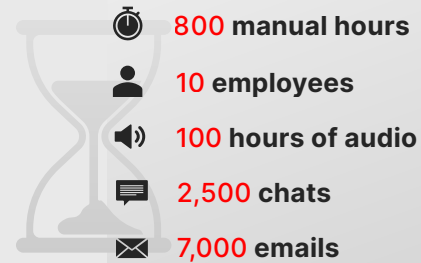 800 manual hours
10 employees
100 hours of audio
2,500 chats
7,000 emails